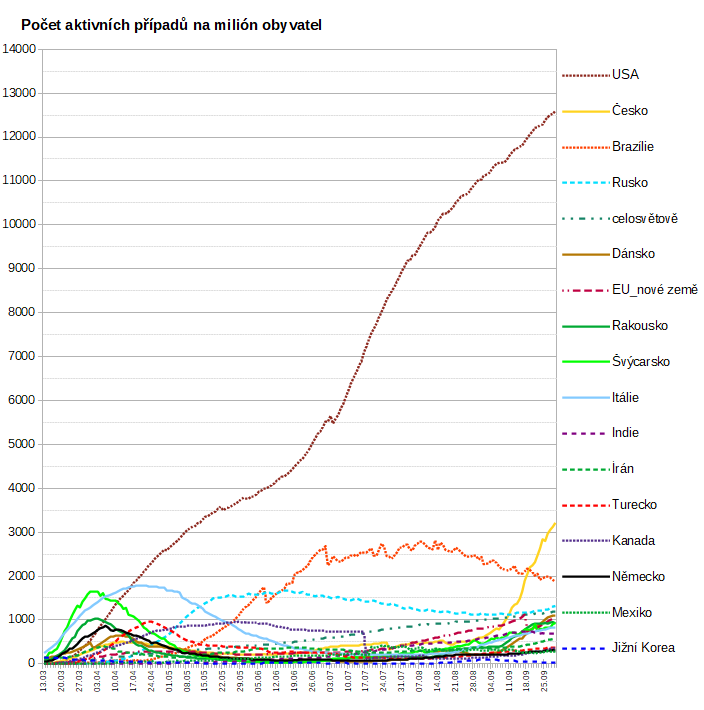 Počet aktivních případů na milión obyvatel
14000
13000
12000
11000
10000
9000
8000
7000
6000
5000
4000
3000
2000
1000
0
13.03
20.03
27.03
03.04
10.04
17.04
24.04
01.05
08.05
15.05
22.05
29.05
05.06
12.06
19.06
26.06
03.07
10.07
17.07
24.07
31.07
07.08
14.08
21.08
28.08
04.09
11.09
18.09
25.09
USA
Česko
Brazílie
Rusko
celosvětově
Dánsko
EU_nové země
Rakousko
Švýcarsko
Itálie
Indie
Írán
Turecko
Kanada
Německo
Mexiko
Jižní Korea